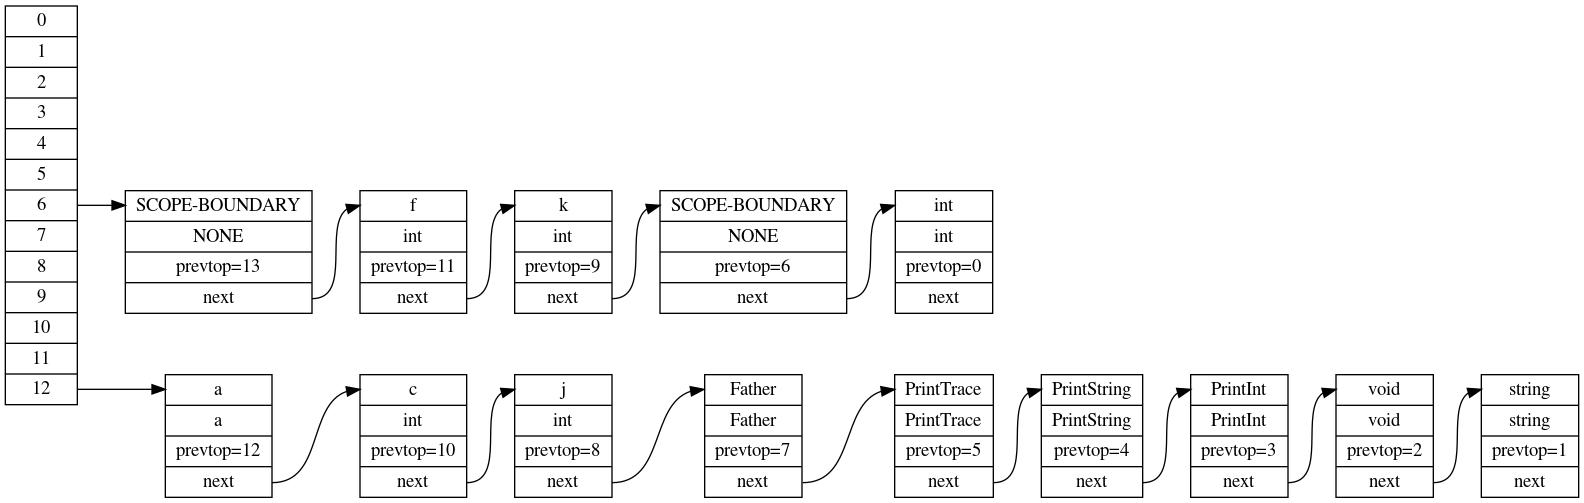 0
1
2
3
4
5
6
7
8
9
10
11
12
SCOPE-BOUNDARY
NONE
prevtop=13
next
f
int
prevtop=11
next
k
int
prevtop=9
next
SCOPE-BOUNDARY
NONE
prevtop=6
next
int
int
prevtop=0
next
a
a
prevtop=12
next
c
int
prevtop=10
next
j
int
prevtop=8
next
Father
Father
prevtop=7
next
PrintTrace
PrintTrace
prevtop=5
next
PrintString
PrintString
prevtop=4
next
PrintInt
PrintInt
prevtop=3
next
void
void
prevtop=2
next
string
string
prevtop=1
next